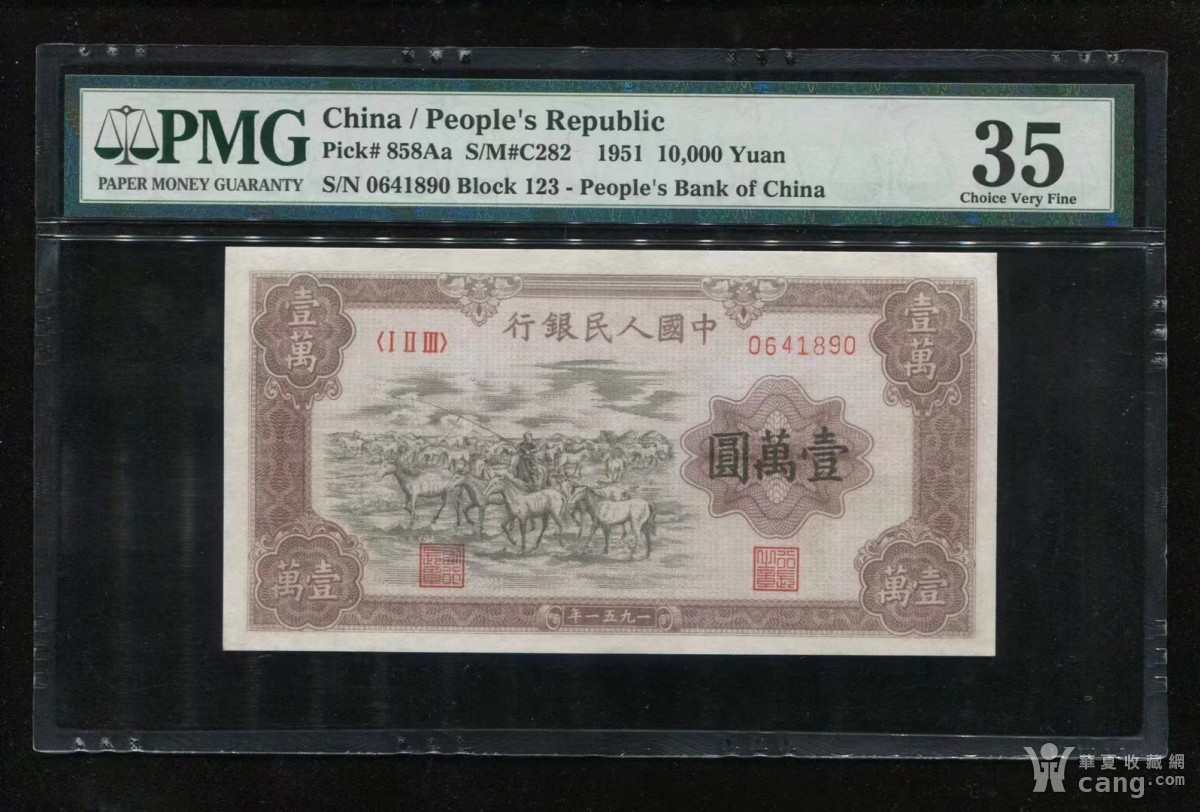 PMG
PAPER MONEY GUARANTY
China / People's Republic
Pick# 858Aa S/M#C282 1951 10,000 Yuan
S/N 0641890 Block 123 - People's Bank of China
35
Choice Very Fine
壹萬
行銀民人國中
壹萬
〈I II III〉
0641890
圓萬壹
萬壹
年一五九一
萬壹
華夏收藏網
cang.com